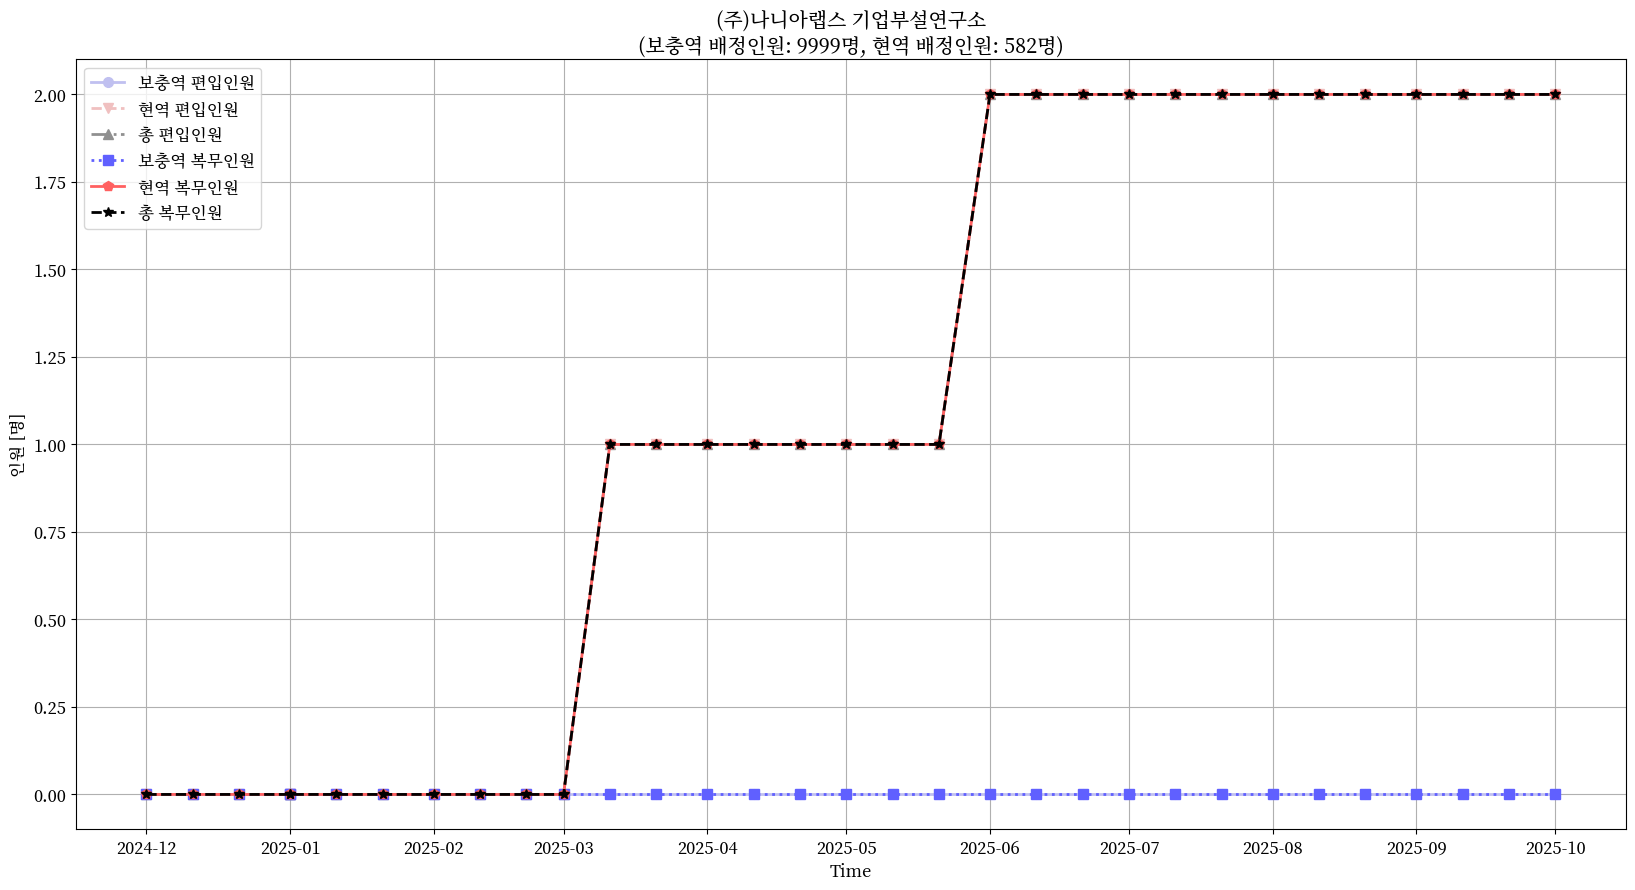 (주)나니아랩스 기업부설연구소
(보충역 배정인원: 9999명, 현역 배정인원: 582명)
보충역 편입인원
현역 편입인원
총 편입인원
보충역 복무인원
현역 복무인원
총 복무인원
인원 [명]
2.00
1.75
1.50
1.25
1.00
0.75
0.50
0.25
0.00
2024-12 2025-01 2025-02 2025-03 2025-04 2025-05 2025-06 2025-07 2025-08 2025-09 2025-10
Time